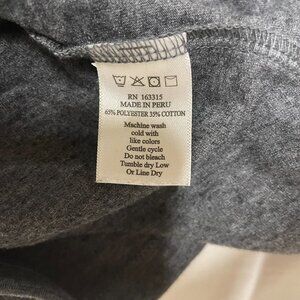 RN 163315
MADE IN PERU
65% POLYESTER 35% COTTON
Machine wash
cold with
like colors
Gentle cycle
Do not bleach
Tumble dry Low
Or Line Dry